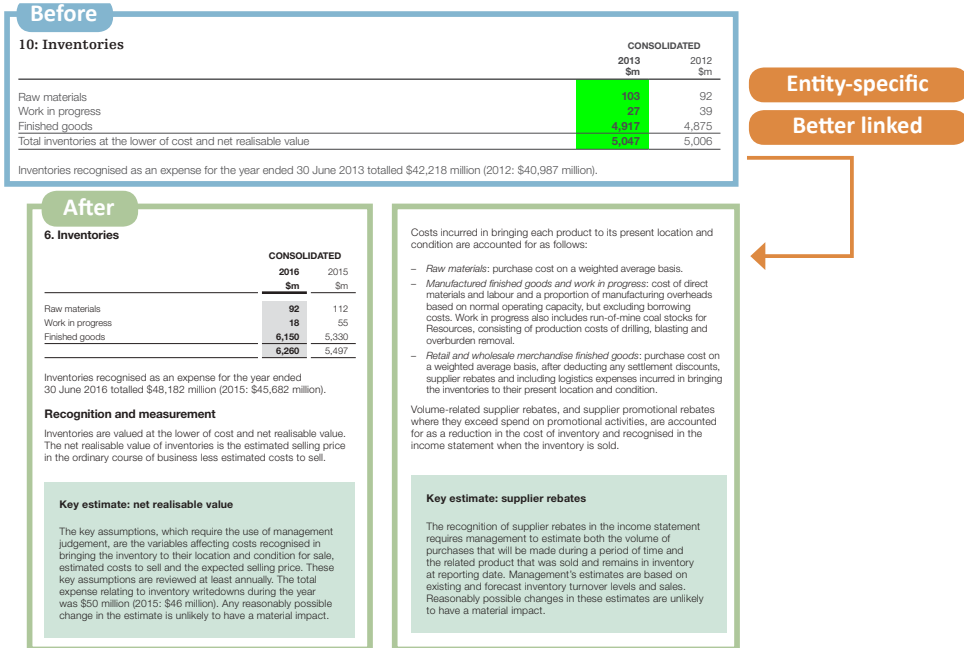 Before
10: Inventories
CONSOLIDATED
2013 2012
$m $m
Raw materials 103 92
Work in progress 27 39
Finished goods 4,917 4,875
Total inventories at the lower of cost and net realisable value 5,047 5,006
Inventories recognised as an expense for the year ended 30 June 2013 totalled $42,218 million (2012: $40,987 million).
Entity-specific
Better linked
After
6. Inventories
CONSOLIDATED
2016 2015
$m $m
Raw materials 92 112
Work in progress 18 55
Finished goods 6,150 5,330
6,260 5,497
Inventories recognised as an expense for the year ended
30 June 2016 totalled $48,182 million (2015: $45,682 million).
Recognition and measurement
Inventories are valued at the lower of cost and net realisable value.
The net realisable value of inventories is the estimated selling price
in the ordinary course of business less estimated costs to sell.
Key estimate: net realisable value
The key assumptions, which require the use of management
judgement, are the variables affecting costs recognised in
bringing the inventory to their location and condition for sale,
estimated costs to sell and the expected selling price. These
key assumptions are reviewed at least annually. The total
expense relating to inventory writedowns during the year
was $50 million (2015: $46 million). Any reasonably possible
change in the estimate is unlikely to have a material impact.
Costs incurred in bringing each product to its present location and
condition are accounted for as follows:
– Raw materials: purchase cost on a weighted average basis.
– Manufactured finished goods and work in progress: cost of direct
materials and labour and a proportion of manufacturing overheads
based on normal operating capacity, but excluding borrowing
costs. Work in progress also includes run-of-mine coal stocks for
Resources, consisting of production costs of drilling, blasting and
overburden removal.
– Retail and wholesale merchandise finished goods: purchase cost on
a weighted average basis, after deducting any settlement discounts,
supplier rebates and including logistics expenses incurred in bringing
the inventories to their present location and condition.
Volume-related supplier rebates, and supplier promotional rebates
where they exceed spend on promotional activities, are accounted
for as a reduction in the cost of inventory and recognised in the
income statement when the inventory is sold.
Key estimate: supplier rebates
The recognition of supplier rebates in the income statement
requires management to estimate both the volume of
purchases that will be made during a period of time and
the related product that was sold and remains in inventory
at reporting date. Management's estimates are based on
existing and forecast inventory turnover levels and sales.
Reasonably possible changes in these estimates are unlikely
to have a material impact.